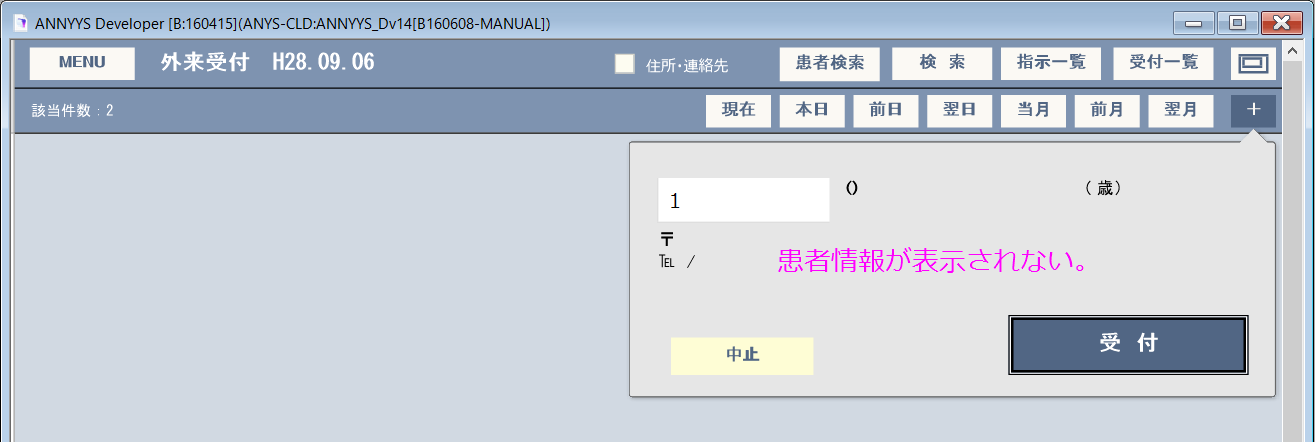 ANNYYS Developer [B:160415](ANYS-CLD:ANNYYS_Dv14[B160608-MANUAL])
MENU 外来受付 H28.09.06 住所・連絡先 患者検索 検 索 指示一覧 受付一覧
該当件数：2 現在 本日 前日 翌日 当月 前月 翌月 ＋
1 () ( 歳)
〒
℡ /
患者情報が表示されない。
受 付
中止